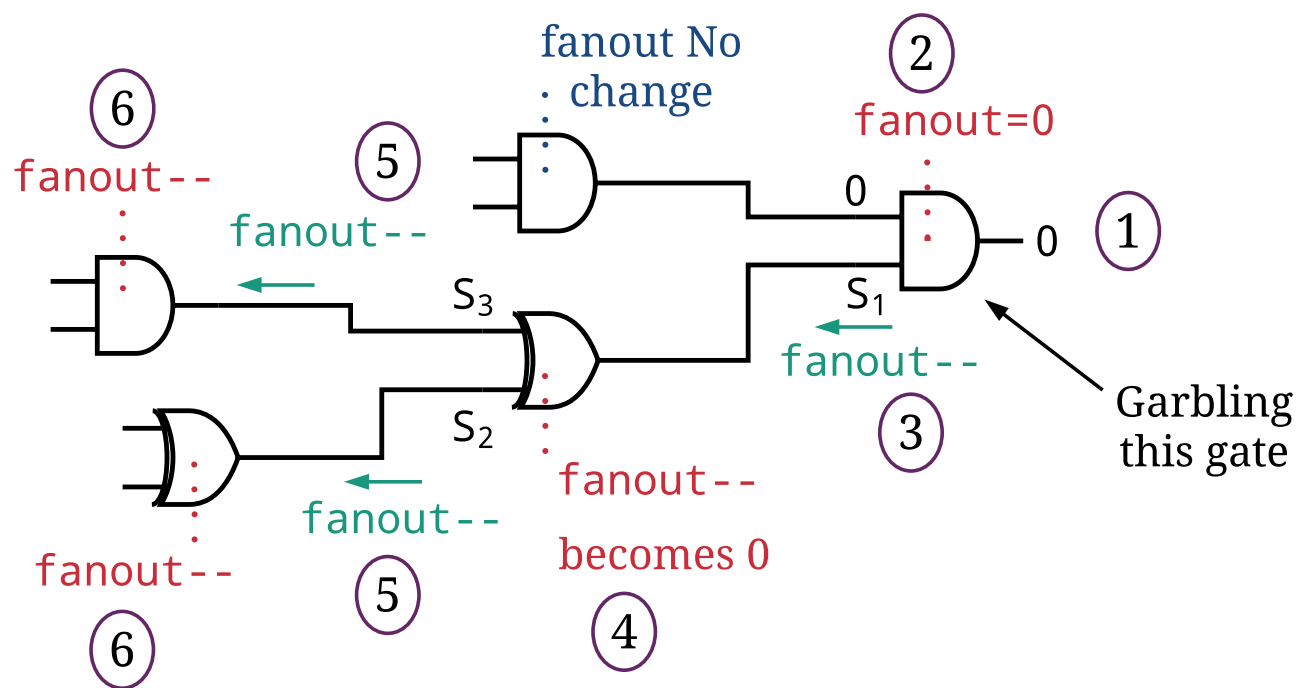 fanout No
change
2
fanout=0
6
fanout--
5
fanout--
0
0
1
S3
S1
fanout--
3
Garbling
this gate
S2
fanout--
becomes 0
4
fanout--
5
fanout--
6